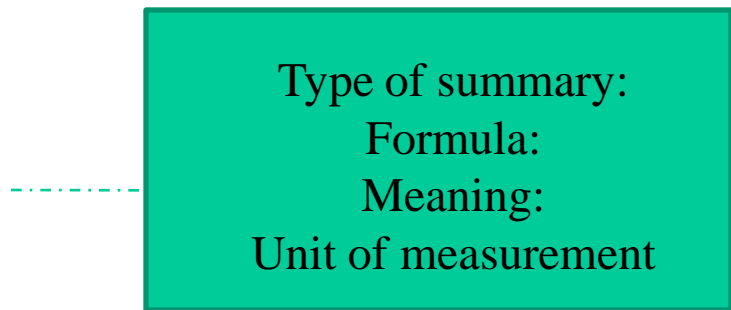 Type of summary:
Formula:
Meaning:
Unit of measurement